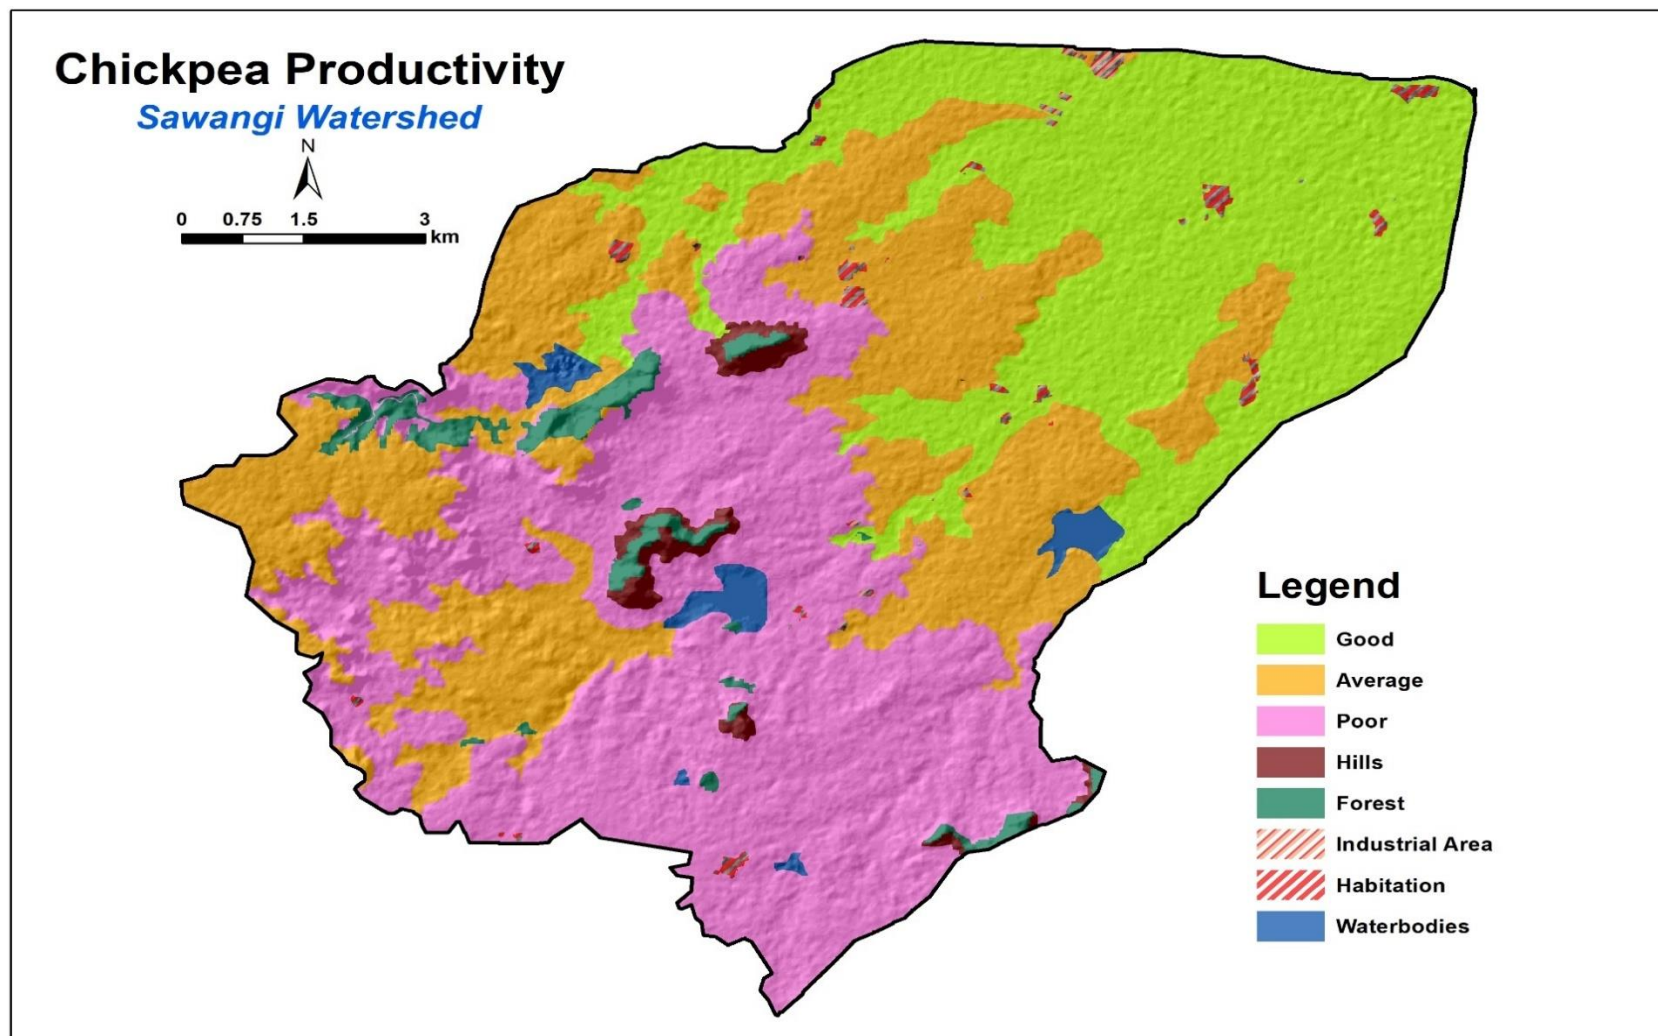 Chickpea Productivity
Sawangi Watershed
N
0 0.75 1.5 3
km
Legend
Good
Average
Poor
Hills
Forest
Industrial Area
Habitation
Waterbodies